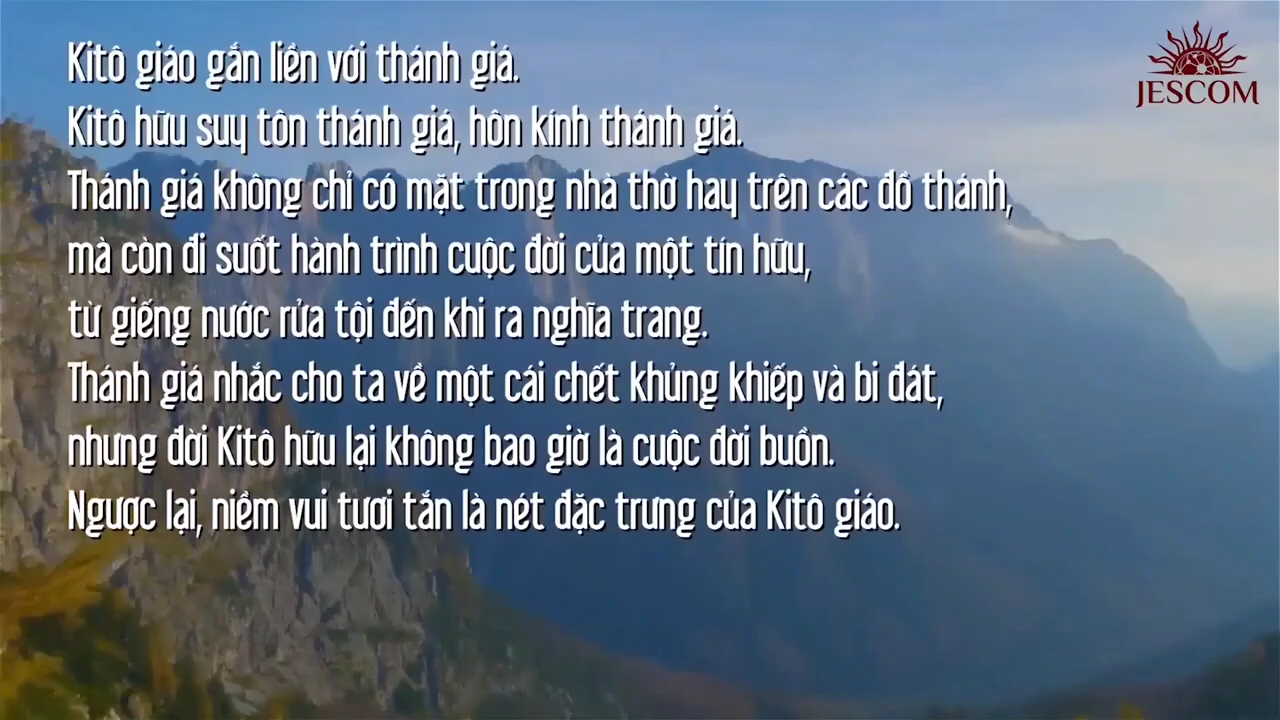 Kitô giáo gắn liền với thánh giá.
Kitô hữu suy tôn thánh giá, hôn kính thánh giá.
Thánh giá không chỉ có mặt trong nhà thờ hay trên các đồ thánh,
mà còn đi suốt hành trình cuộc đời của một tín hữu,
từ giếng nước rửa tội đến khi ra nghĩa trang.
Thánh giá nhắc cho ta về một cái chết khủng khiếp và bi đát,
nhưng đời Kitô hữu lại không bao giờ là cuộc đời buồn.
Ngược lại, niềm vui tươi tắn là nét đặc trưng của Kitô giáo.
JESCOM